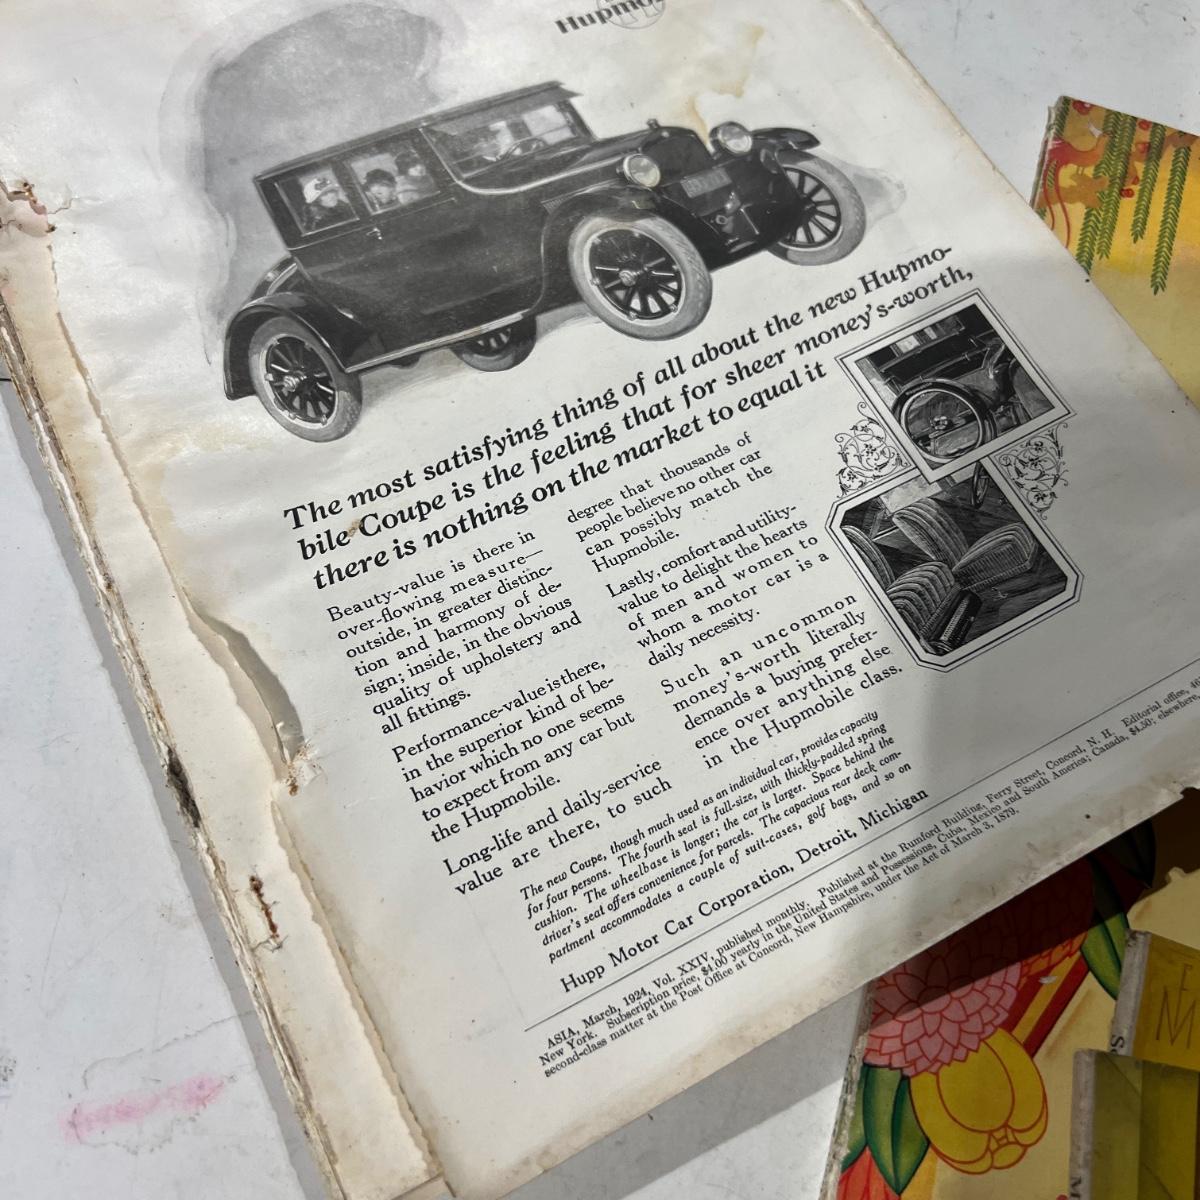 The most satisfying thing of all about the new Hupmo-
bile Coupe is the feeling that for sheer money's-worth,
there is nothing on the market to equal it
Beauty-value is there in
over-flowing measure—
outside, in greater distinc-
tion and harmony of de-
sign; inside, in the obvious
quality of upholstery and
all fittings.
Performance-value is there,
in the superior kind of be-
havior which no one seems
to expect from any car but
the Hupmobile.
Long-life and daily-service
value are there, to such
degree that thousands of
people believe no other car
can possibly match the
Hupmobile.
Lastly, comfort and utility-
value to delight the hearts
of men and women to
whom a motor car is a
daily necessity.
Such an uncommon
money's-worth literally
demands a buying prefer-
ence over anything else
in the Hupmobile class.
The new Coupe, though much used as an individual car, provides capacity
for four persons. The fourth seat is full-size, with thickly-padded spring
cushion. The wheelbase is longer; the car is larger. Space behind the
driver's seat offers convenience for parcels. The capacious rear deck com-
partment accommodates a couple of suit-cases, golf bags, and so on
Hupp Motor Car Corporation, Detroit, Michigan
ASIA, March, 1924, Vol. XXIV, published monthly. Published at the Rumford Building, Ferry Street, Concord, N. H. Editorial office,
New York. Subscription price, $4.00 yearly in the United States and Possessions, Cuba, Mexico and South America; Canada, $4.50; elsewhere,
second-class matter at the Post Office at Concord, New Hampshire, under the Act of March 3, 1879.